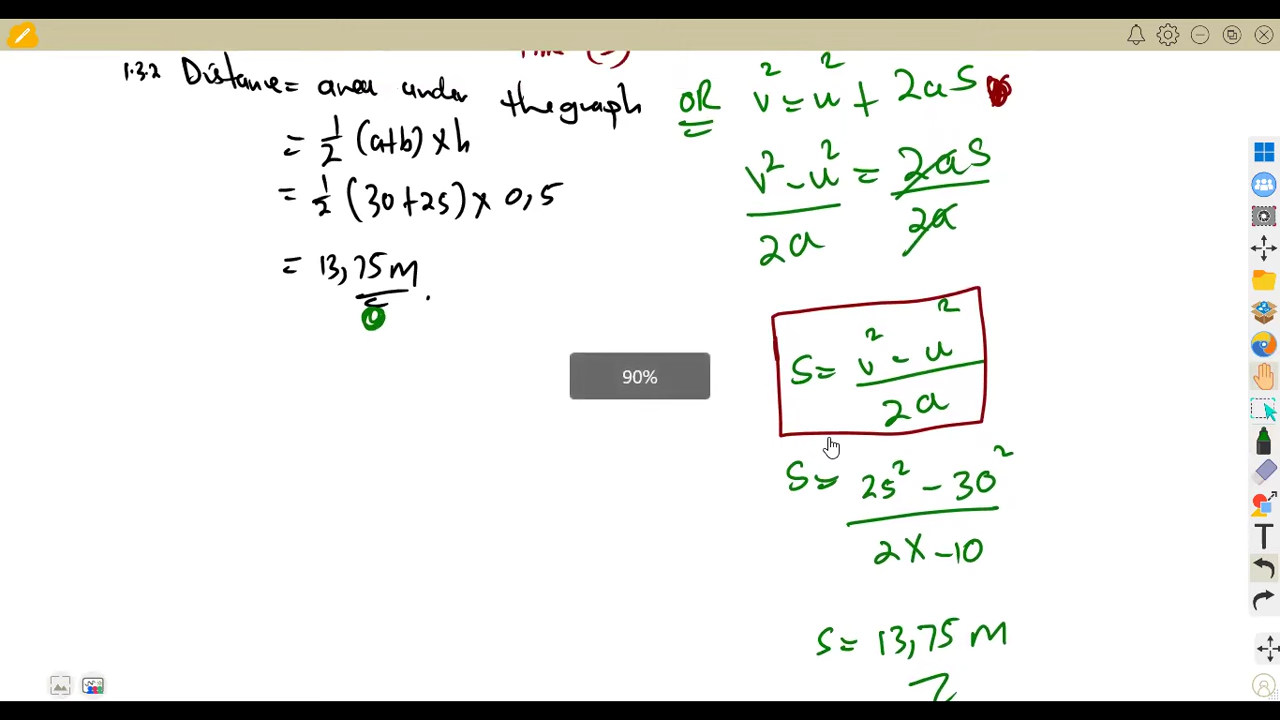 Time (s)
1.3.2 Distance = area under the graph OR v² = u² + 2as
= 1/2 (a+b) × h
= 1/2 (30+25) × 0,5
= 13,75 m.
v² - u² / 2a = 2as / 2a
s = v² - u² / 2a
s = 25² - 30² / 2 × -10
s = 13,75 m
90%
T